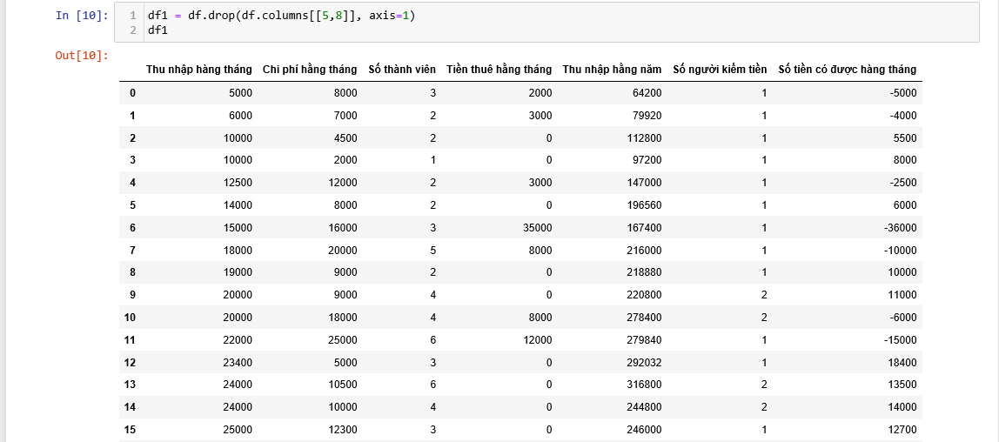 In [10]:
1 df1 = df.drop(df.columns[[5,8]], axis=1)
2 df1
Out[10]:
Thu nhập hàng tháng Chi phí hằng tháng Số thành viên Tiền thuê hằng tháng Thu nhập hằng năm Số người kiếm tiền Số tiền có được hàng tháng
0 5000 8000 3 2000 64200 1 -5000
1 6000 7000 2 3000 79920 1 -4000
2 10000 4500 2 0 112800 1 5500
3 10000 2000 1 0 97200 1 8000
4 12500 12000 2 3000 147000 1 -2500
5 14000 8000 2 0 196560 1 6000
6 15000 16000 3 35000 167400 1 -36000
7 18000 20000 5 8000 216000 1 -10000
8 19000 9000 2 0 218880 1 10000
9 20000 9000 4 0 220800 2 11000
10 20000 18000 4 8000 278400 2 -6000
11 22000 25000 6 12000 279840 1 -15000
12 23400 5000 3 0 292032 1 18400
13 24000 10500 6 0 316800 2 13500
14 24000 10000 4 0 244800 2 14000
15 25000 12300 3 0 246000 1 12700